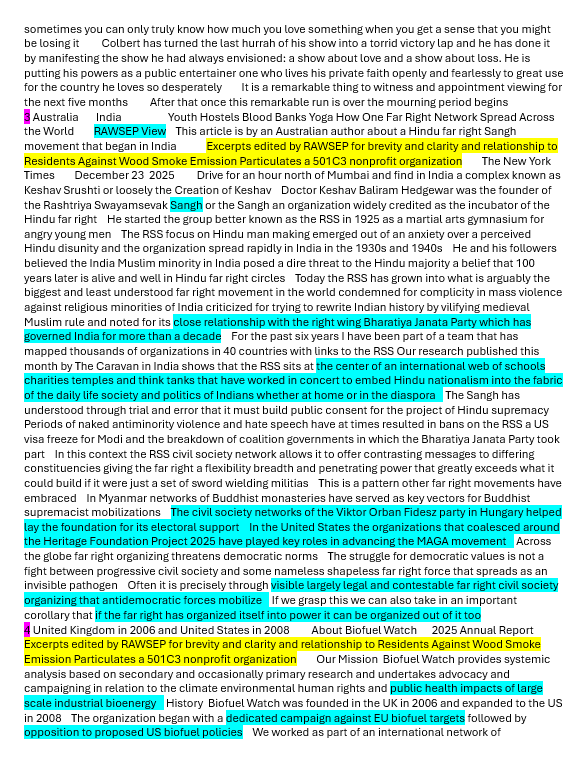 sometimes you can only truly know how much you love something when you get a sense that you might
be losing it Colbert has turned the last hurrah of his show into a torrid victory lap and he has done it
by manifesting the show he had always envisioned: a show about love and a show about loss. He is
putting his powers as a public entertainer one who lives his private faith openly and fearlessly to great use
for the country he loves so desperately It is a remarkable thing to witness and appointment viewing for
the next five months After that once this remarkable run is over the mourning period begins
3 Australia India Youth Hostels Blood Banks Yoga How One Far Right Network Spread Across
the World RAWSEP View This article is by an Australian author about a Hindu far right Sangh
movement that began in India Excerpts edited by RAWSEP for brevity and clarity and relationship to
Residents Against Wood Smoke Emission Particulates a 501C3 nonprofit organization The New York
Times December 23 2025 Drive for an hour north of Mumbai and find in India a complex known as
Keshav Srushti or loosely the Creation of Keshav Doctor Keshav Baliram Hedgewar was the founder of
the Rashtriya Swayamsevak Sangh or the Sangh an organization widely credited as the incubator of the
Hindu far right He started the group better known as the RSS in 1925 as a martial arts gymnasium for
angry young men The RSS focus on Hindu man making emerged out of an anxiety over a perceived
Hindu disunity and the organization spread rapidly in India in the 1930s and 1940s He and his followers
believed the India Muslim minority in India posed a dire threat to the Hindu majority a belief that 100
years later is alive and well in Hindu far right circles Today the RSS has grown into what is arguably the
biggest and least understood far right movement in the world condemned for complicity in mass violence
against religious minorities of India criticized for trying to rewrite Indian history by vilifying medieval
Muslim rule and noted for its close relationship with the right wing Bharatiya Janata Party which has
governed India for more than a decade For the past six years I have been part of a team that has
mapped thousands of organizations in 40 countries with links to the RSS Our research published this
month by The Caravan in India shows that the RSS sits at the center of an international web of schools
charities temples and think tanks that have worked in concert to embed Hindu nationalism into the fabric
of the daily life society and politics of Indians whether at home or in the diaspora The Sangh has
understood through trial and error that it must build public consent for the project of Hindu supremacy
Periods of naked antiminority violence and hate speech have at times resulted in bans on the RSS a US
visa freeze for Modi and the breakdown of coalition governments in which the Bharatiya Janata Party took
part In this context the RSS civil society network allows it to offer contrasting messages to differing
constituencies giving the far right a flexibility breadth and penetrating power that greatly exceeds what it
could build if it were just a set of sword wielding militias This is a pattern other far right movements have
embraced In Myanmar networks of Buddhist monasteries have served as key vectors for Buddhist
supremacist mobilizations The civil society networks of the Viktor Orban Fidesz party in Hungary helped
lay the foundation for its electoral support In the United States the organizations that coalesced around
the Heritage Foundation Project 2025 have played key roles in advancing the MAGA movement Across
the globe far right organizing threatens democratic norms The struggle for democratic values is not a
fight between progressive civil society and some nameless shapeless far right force that spreads as an
invisible pathogen Often it is precisely through visible largely legal and contestable far right civil society
organizing that antidemocratic forces mobilize If we grasp this we can also take in an important
corollary that if the far right has organized itself into power it can be organized out of it too
4 United Kingdom in 2006 and United States in 2008 About Biofuel Watch 2025 Annual Report
Excerpts edited by RAWSEP for brevity and clarity and relationship to Residents Against Wood Smoke
Emission Particulates a 501C3 nonprofit organization Our Mission Biofuel Watch provides systemic
analysis based on secondary and occasionally primary research and undertakes advocacy and
campaigning in relation to the climate environmental human rights and public health impacts of large
scale industrial bioenergy History Biofuel Watch was founded in the UK in 2006 and expanded to the US
in 2008 The organization began with a dedicated campaign against EU biofuel targets followed by
opposition to proposed US biofuel policies We worked as part of an international network of